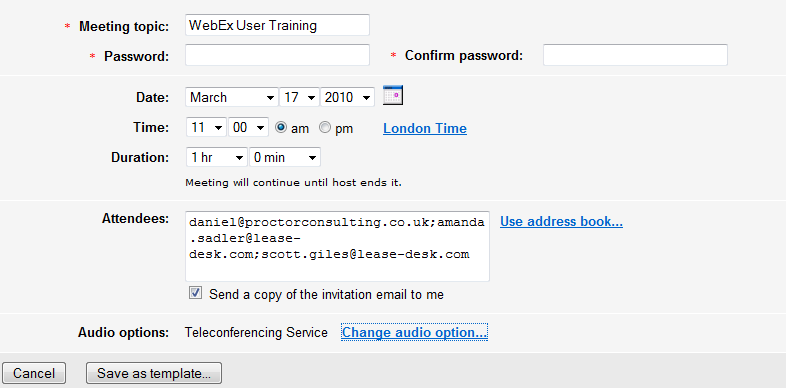 * Meeting topic: WebEx User Training
* Password: * Confirm password:
Date: March 17 2010
Time: 11 00 am pm London Time
Duration: 1 hr 0 min
Meeting will continue until host ends it.
Attendees: daniel@proctorconsulting.co.uk;amanda Use address book...
.sadler@lease-
desk.com;scott.giles@lease-desk.com
Send a copy of the invitation email to me
Audio options: Teleconferencing Service Change audio option...
Cancel Save as template...